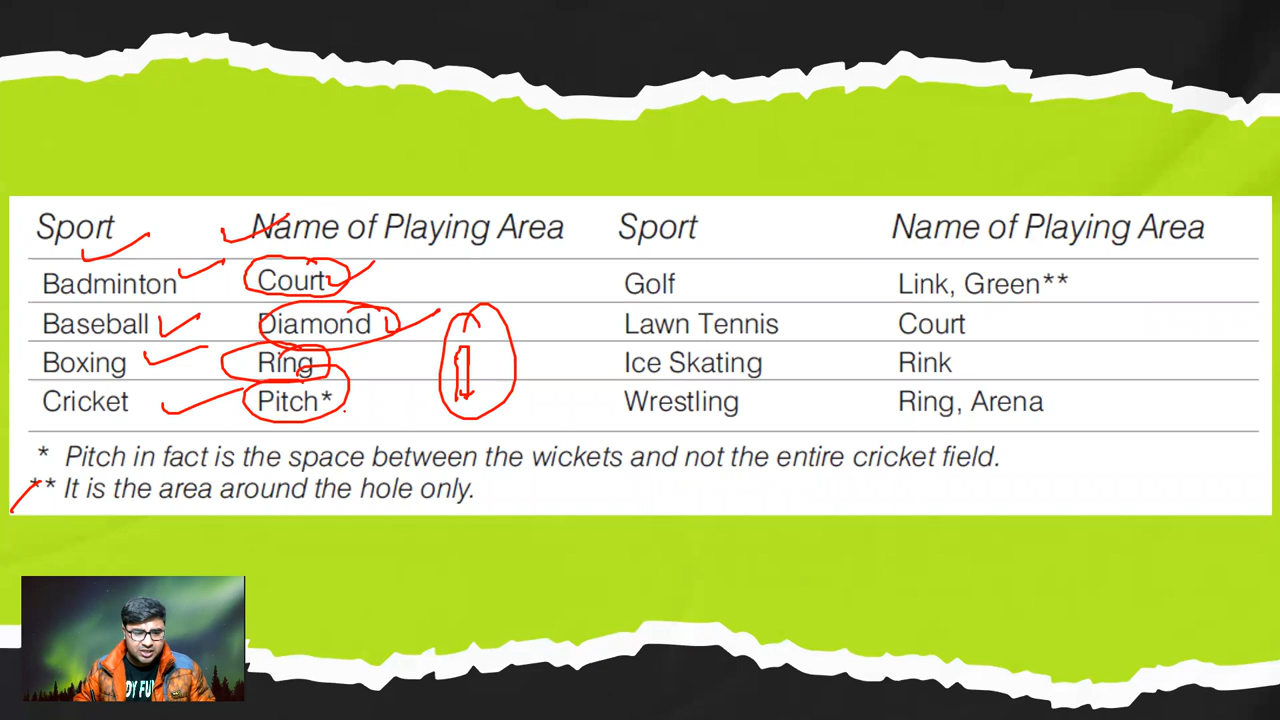 Sport Name of Playing Area Sport Name of Playing Area
Badminton Court Golf Link, Green**
Baseball Diamond Lawn Tennis Court
Boxing Ring Ice Skating Rink
Cricket Pitch* Wrestling Ring, Arena
* Pitch in fact is the space between the wickets and not the entire cricket field.
** It is the area around the hole only.